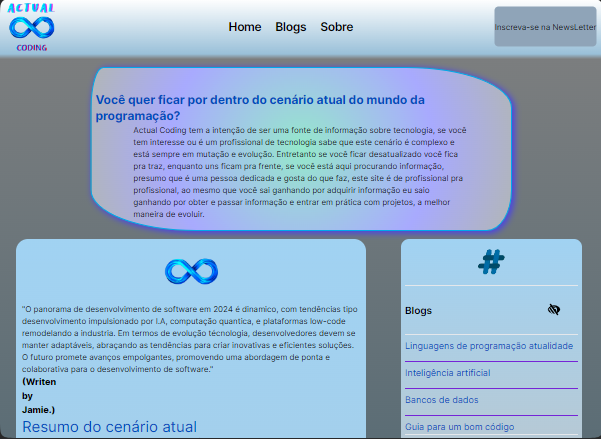 ACTUAL
CODING
Home Blogs Sobre
Inscreva-se na NewsLetter
Você quer ficar por dentro do cenário atual do mundo da
programação?
Actual Coding tem a intenção de ser uma fonte de informação sobre tecnologia, se você
tem interesse ou é um profissional de tecnologia sabe que este cenário é complexo e
está sempre em mutação e evolução. Entretanto se você ficar desatualizado você fica
pra traz, enquanto uns ficam pra frente, se você está aqui procurando informação,
presumo que é uma pessoa dedicada e gosta do que faz, este site é de profissional pra
profissional, ao mesmo que você sai ganhando por adquirir informação eu saio
ganhando por obter e passar informação e entrar em prática com projetos, a melhor
maneira de evoluir.
"O panorama de desenvolvimento de software em 2024 é dinamico, com tendências tipo
desenvolvimento impulsionado por I.A, computação quantica, e plataformas low-code
remodelando a industria. Em termos de evolução técnologia, desenvolvedores devem se
manter adaptáveis, abraçando as tendências para criar inovativas e eficientes soluções.
O futuro promete avanços empolgantes, promovendo uma abordagem de ponta e
colaborativa para o desenvolvimento de software."
(Writen
by
Jamie.)
Resumo do cenário atual
#
Blogs
Linguagens de programação atualidade
Inteligência artificial
Bancos de dados
Guia para um bom código